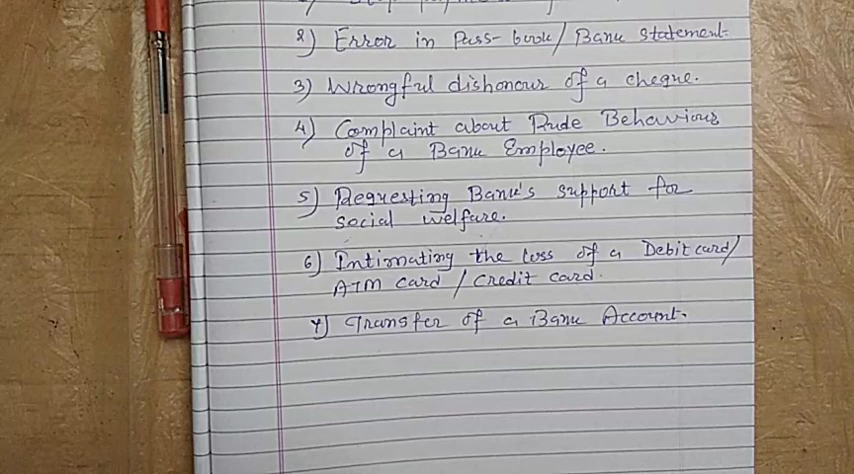 2) Error in Pass-book/ Bank statement
3) Wrongful dishonour of a cheque.
4) Complaint about Rude Behaviour
of a Bank Employee.
5) Requesting Bank's support for
social welfare.
6) Intimating the loss of a Debit card/
ATM card / Credit card.
7) Transfer of a Bank Account.